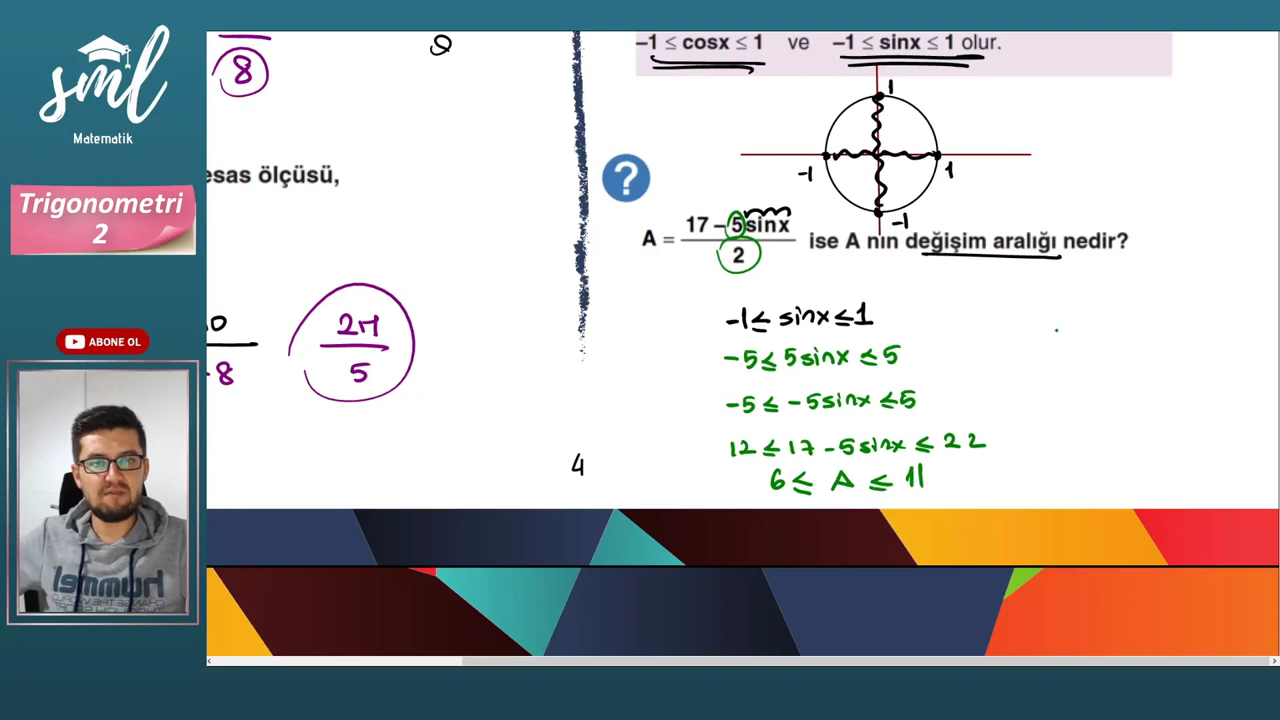 sml
Matematik
Trigonometri
2
ABONE OL
8
esas ölçüsü,
8
2π
5
4
-1 ≤ cosx ≤ 1 ve -1 ≤ sinx ≤ 1 olur.
1
-1
1
-1
?
A = (17 - 5sinx)/2 ise A nın değişim aralığı nedir?
-1 ≤ sinx ≤ 1
-5 ≤ 5sinx ≤ 5
-5 ≤ -5sinx ≤ 5
12 ≤ 17 - 5sinx ≤ 22
6 ≤ A ≤ 11
hummel